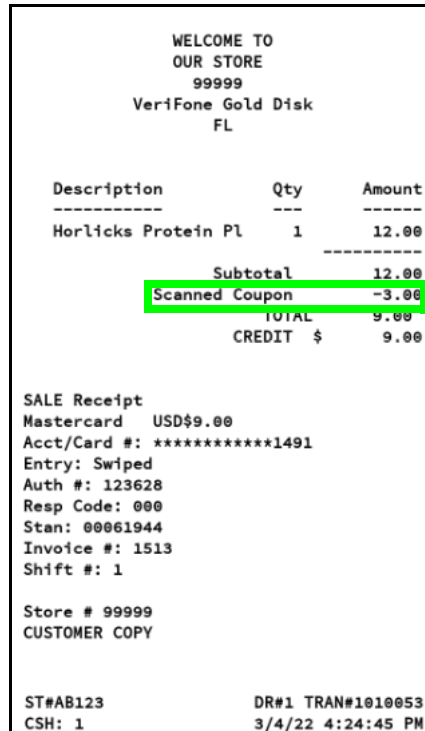 WELCOME TO
OUR STORE
99999
VeriFone Gold Disk
FL
Description Qty Amount
----------- --- ------
Horlicks Protein Pl 1 12.00
----------
Subtotal 12.00
Scanned Coupon -3.00
TOTAL 9.00
CREDIT $ 9.00
SALE Receipt
Mastercard USD$9.00
Acct/Card #: ************1491
Entry: Swiped
Auth #: 123628
Resp Code: 000
Stan: 00061944
Invoice #: 1513
Shift #: 1
Store # 99999
CUSTOMER COPY
ST#AB123 DR#1 TRAN#1010053
CSH: 1 3/4/22 4:24:45 PM